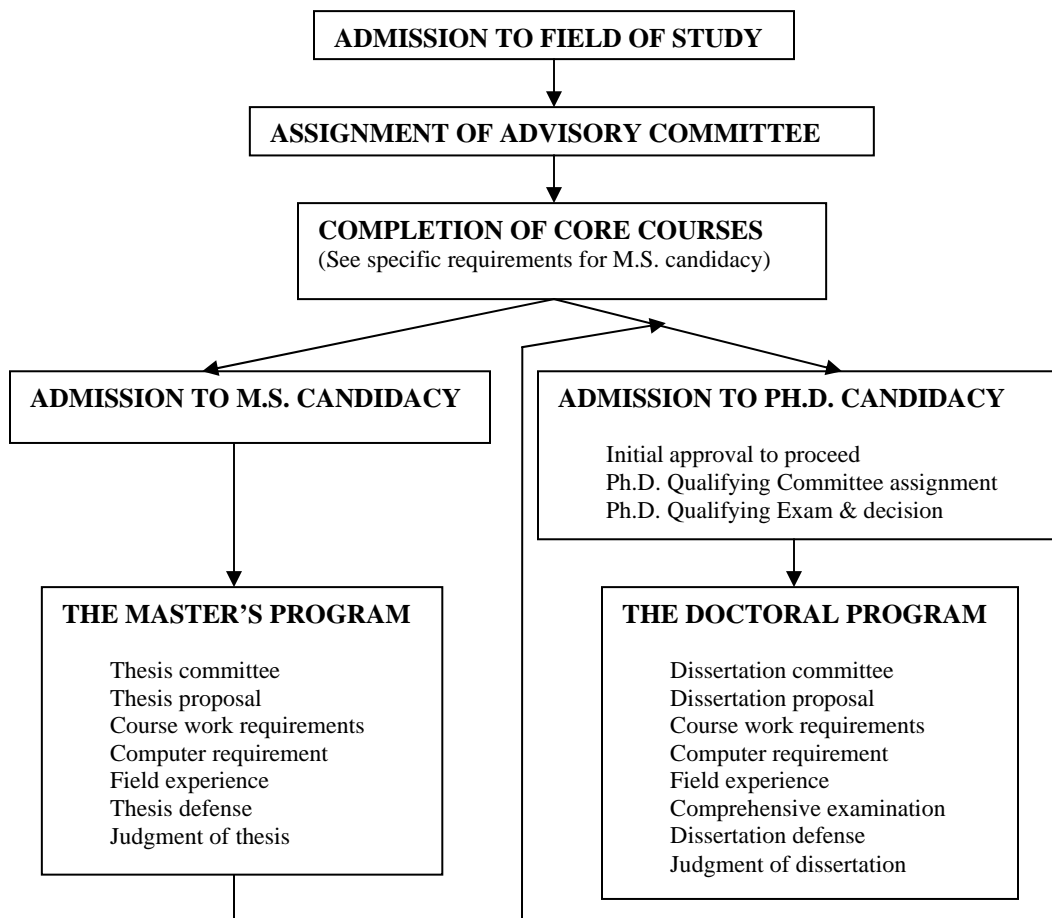 ADMISSION TO FIELD OF STUDY
ASSIGNMENT OF ADVISORY COMMITTEE
COMPLETION OF CORE COURSES
(See specific requirements for M.S. candidacy)
ADMISSION TO M.S. CANDIDACY
ADMISSION TO PH.D. CANDIDACY
Initial approval to proceed
Ph.D. Qualifying Committee assignment
Ph.D. Qualifying Exam & decision
THE MASTER’S PROGRAM
Thesis committee
Thesis proposal
Course work requirements
Computer requirement
Field experience
Thesis defense
Judgment of thesis
THE DOCTORAL PROGRAM
Dissertation committee
Dissertation proposal
Course work requirements
Computer requirement
Field experience
Comprehensive examination
Dissertation defense
Judgment of dissertation